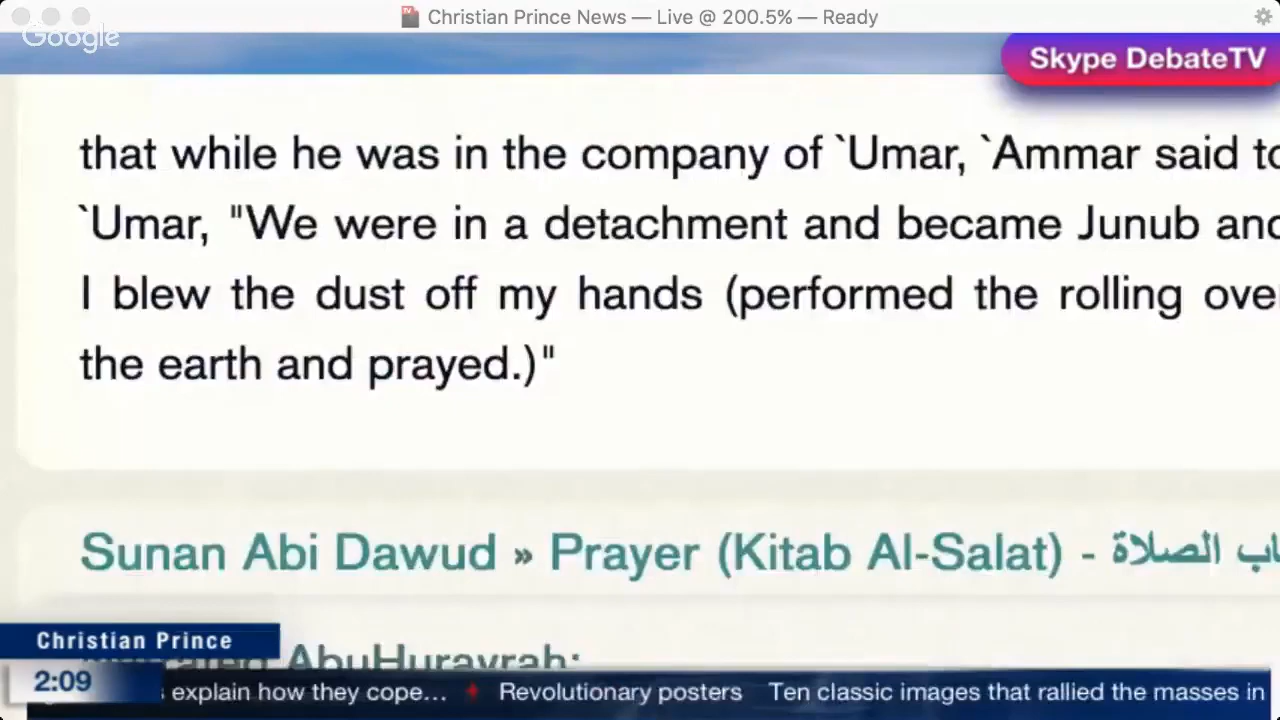 Christian Prince News — Live @ 200.5% — Ready
Google
Skype DebateTV
that while he was in the company of `Umar, `Ammar said to
`Umar, "We were in a detachment and became Junub and
I blew the dust off my hands (performed the rolling over
the earth and prayed.)"
Sunan Abi Dawud » Prayer (Kitab Al-Salat) - كتاب الصلاة
Narrated AbuHurayrah:
Christian Prince
2:09
explain how they cope... Revolutionary posters Ten classic images that rallied the masses in